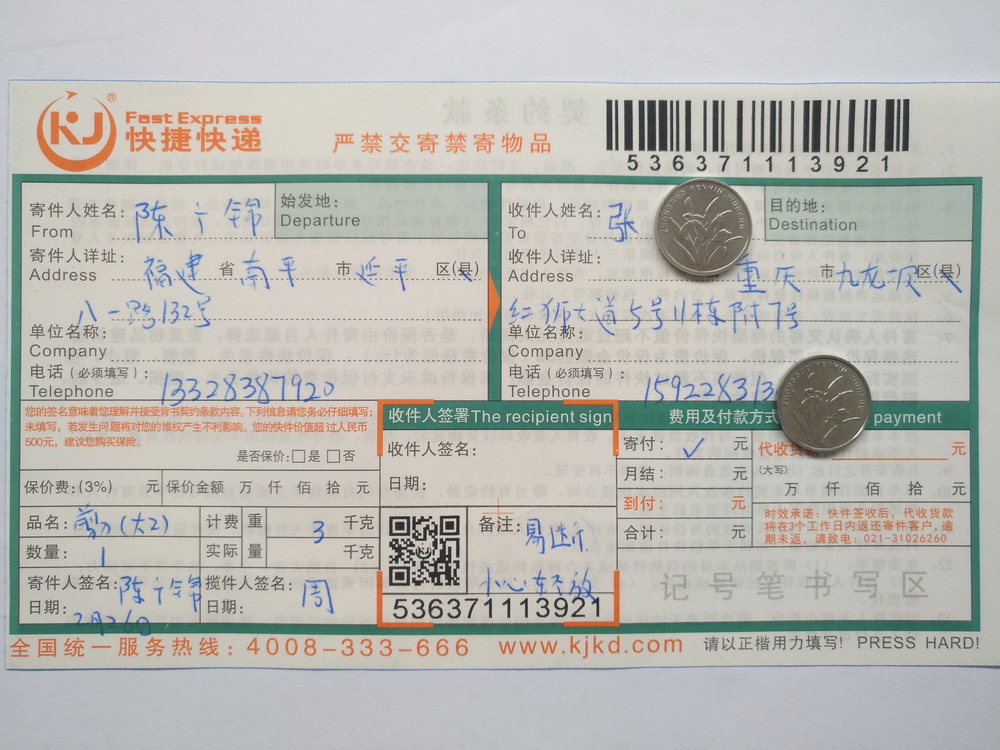 KJ® Fast Express
快捷快递
严禁交寄禁寄物品
536371113921
寄件人姓名: 陈广锦
From
始发地:
Departure
寄件人详址: 福建 省 南平 市 延平 区(县)
Address
八一路132号
单位名称:
Company
电话(必须填写): 13328387920
Telephone
收件人姓名: 张
To
目的地:
Destination
收件人详址: 重庆 市 九龙坡 区(县)
Address
红狮大道5号11栋附7号
单位名称:
Company
电话(必须填写): 159228313
Telephone
您的签名意味着您理解并接受背书契约条款内容。下列信息请您务必仔细填写;
未填写,若发生问题将对您的维权产生不利影响。您的快件价值超过人民币
500元,建议您购买保险。
是否保价:□是 □否
保价费:(3%) 元 保价金额 万 仟 佰 拾 元
品名: (大2) 计费 重 3 千克
数量: 1 实际 量 千克
寄件人签名: 陈广锦 揽件人签名: 周
日期: 2月26日 日期:
收件人签署The recipient sign
收件人签名:
日期:
备注: 易 
小心 放
536371113921
费用及付款方式 payment
寄付: ✓ 元
月结: 元
到付: 元
合计: 元
代收货 元
(大写)
万 仟 佰 拾 元
时效承诺:快件签收后,代收货款
将在3个工作日内返还寄件客户,逾
期未返,请致电:021-31026260
记号笔书写区
全国统一服务热线:4008-333-666 www.kjkd.com 请以正楷用力填写! PRESS HARD!